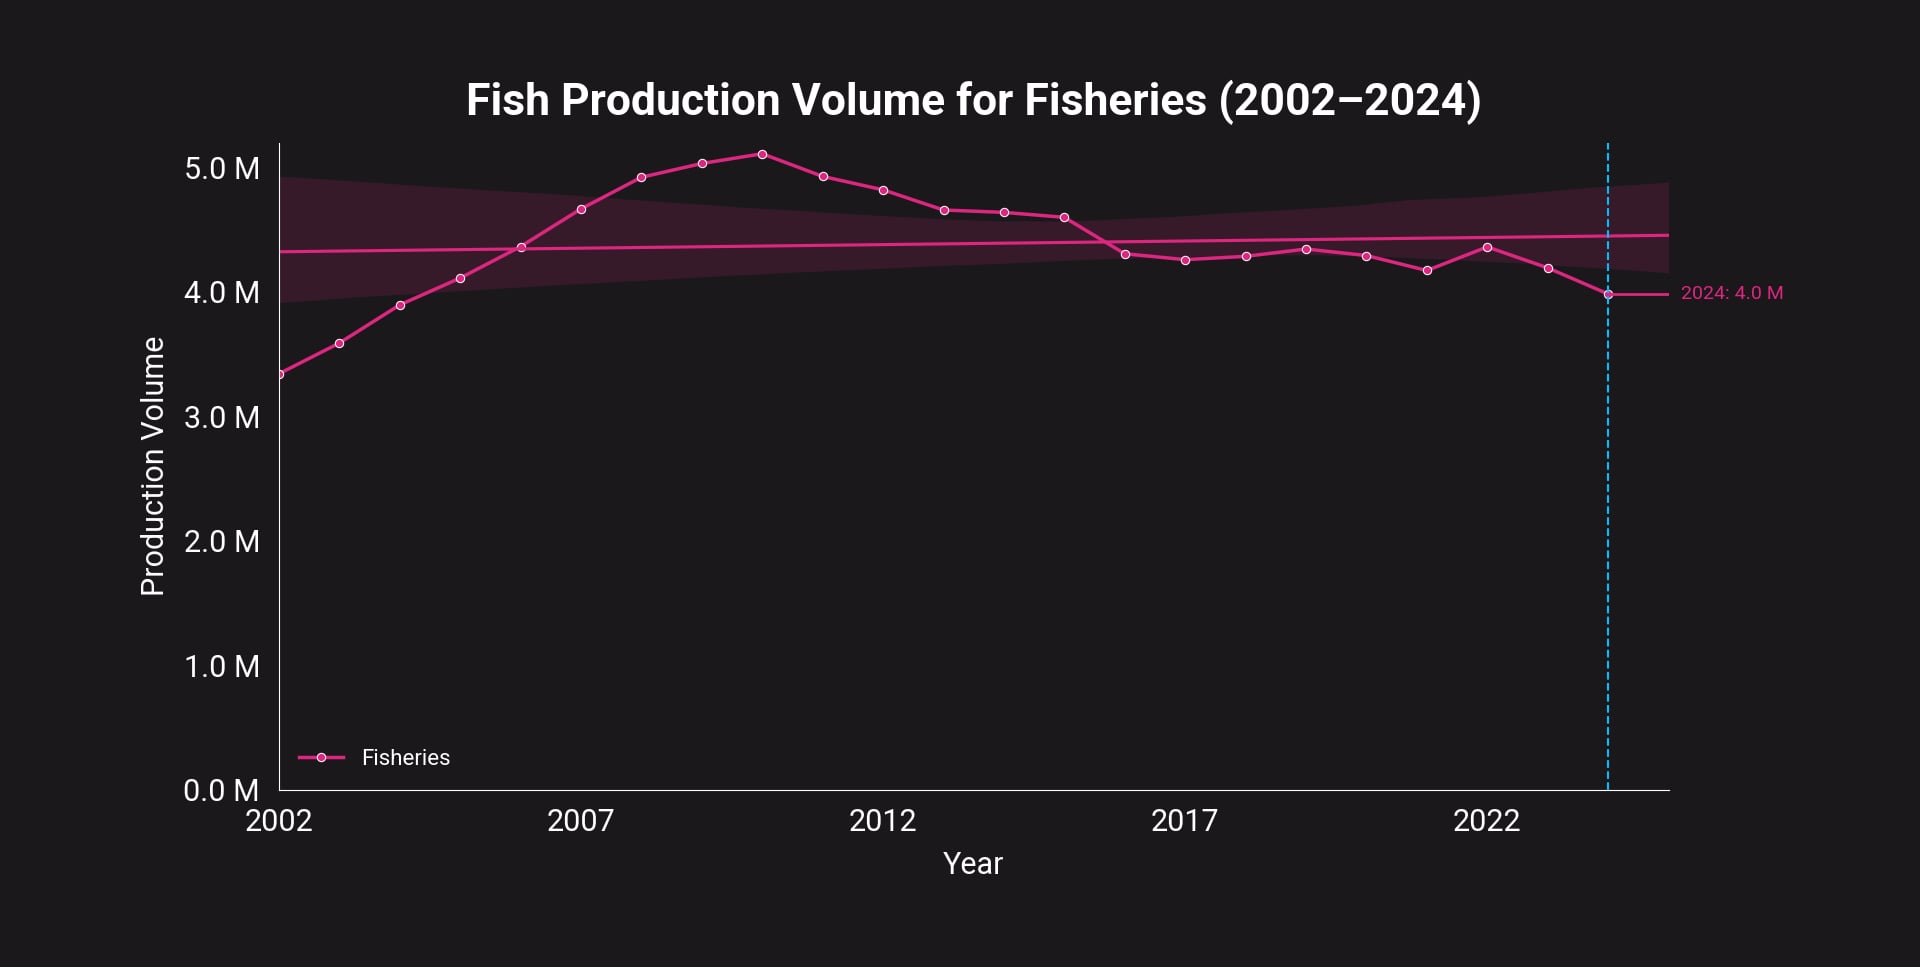 Fish Production Volume for Fisheries (2002–2024)
5.0 M
4.0 M
3.0 M
2.0 M
1.0 M
0.0 M
Production Volume
2024: 4.0 M
Fisheries
2002
2007
2012
2017
2022
Year